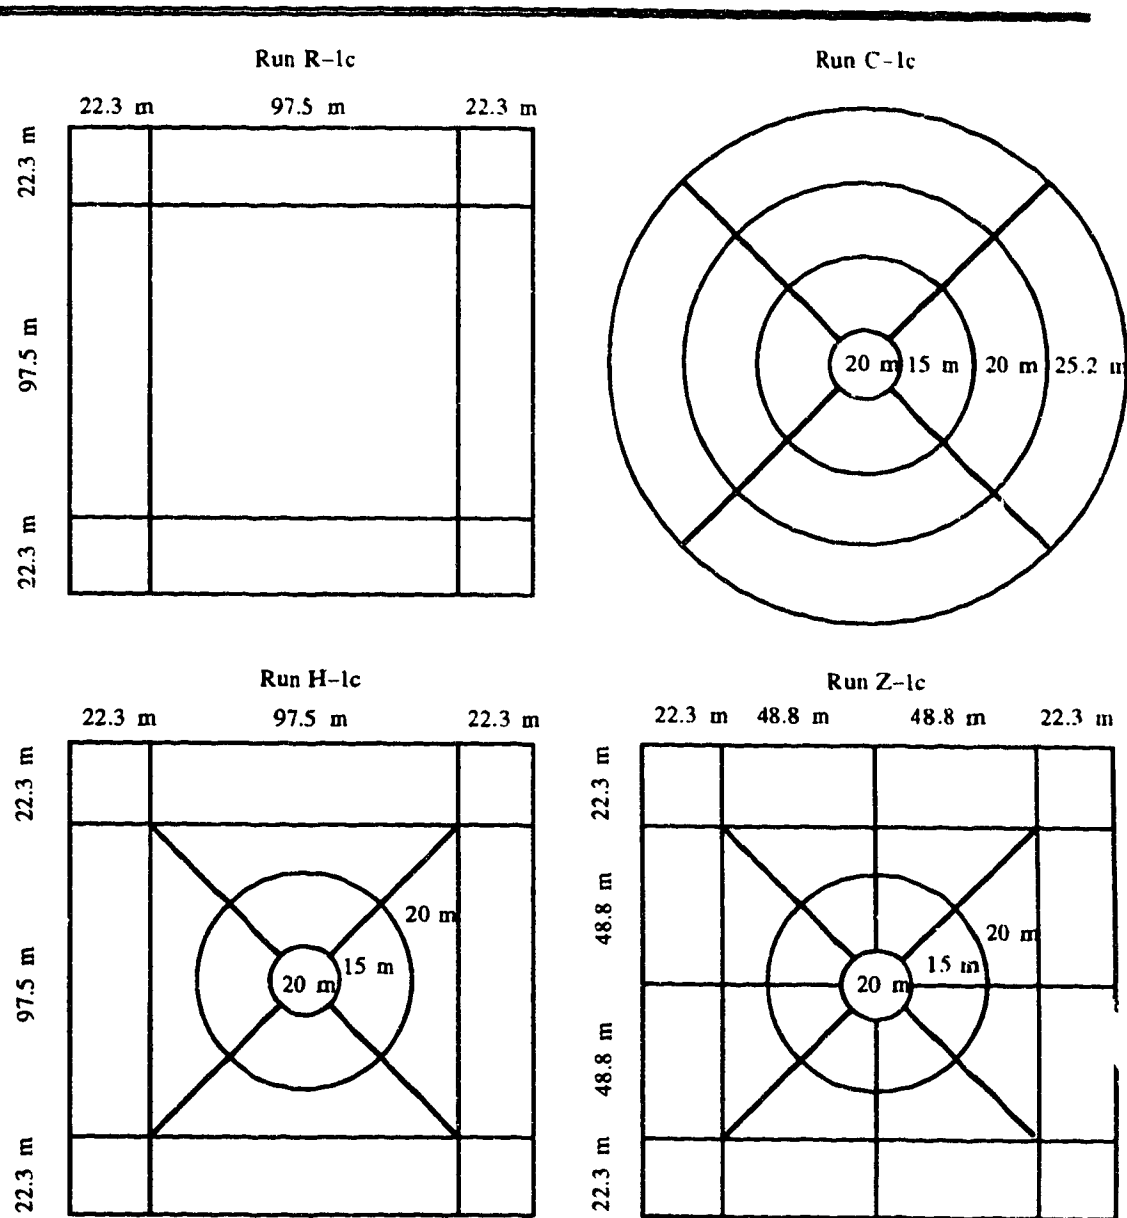 Run R-1c
22.3 m 97.5 m 22.3 m
22.3 m
97.5 m
22.3 m
Run C-1c
20 m 15 m 20 m 25.2 m
Run H-1c
22.3 m 97.5 m 22.3 m
22.3 m
97.5 m
22.3 m
20 m
15 m
20 m
Run Z-1c
22.3 m 48.8 m 48.8 m 22.3 m
22.3 m
48.8 m
48.8 m
22.3 m
20 m
15 m
20 m